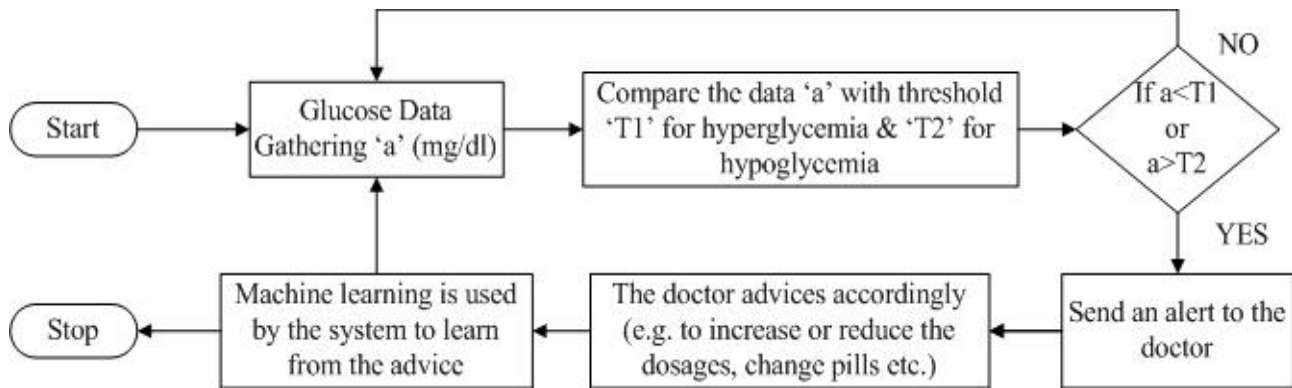 Start
Glucose Data
Gathering ‘a’ (mg/dl)
Compare the data ‘a’ with threshold
‘T1’ for hyperglycemia & ‘T2’ for
hypoglycemia
If a<T1
or
a>T2
NO
YES
Send an alert to the
doctor
The doctor advices accordingly
(e.g. to increase or reduce the
dosages, change pills etc.)
Machine learning is used
by the system to learn
from the advice
Stop